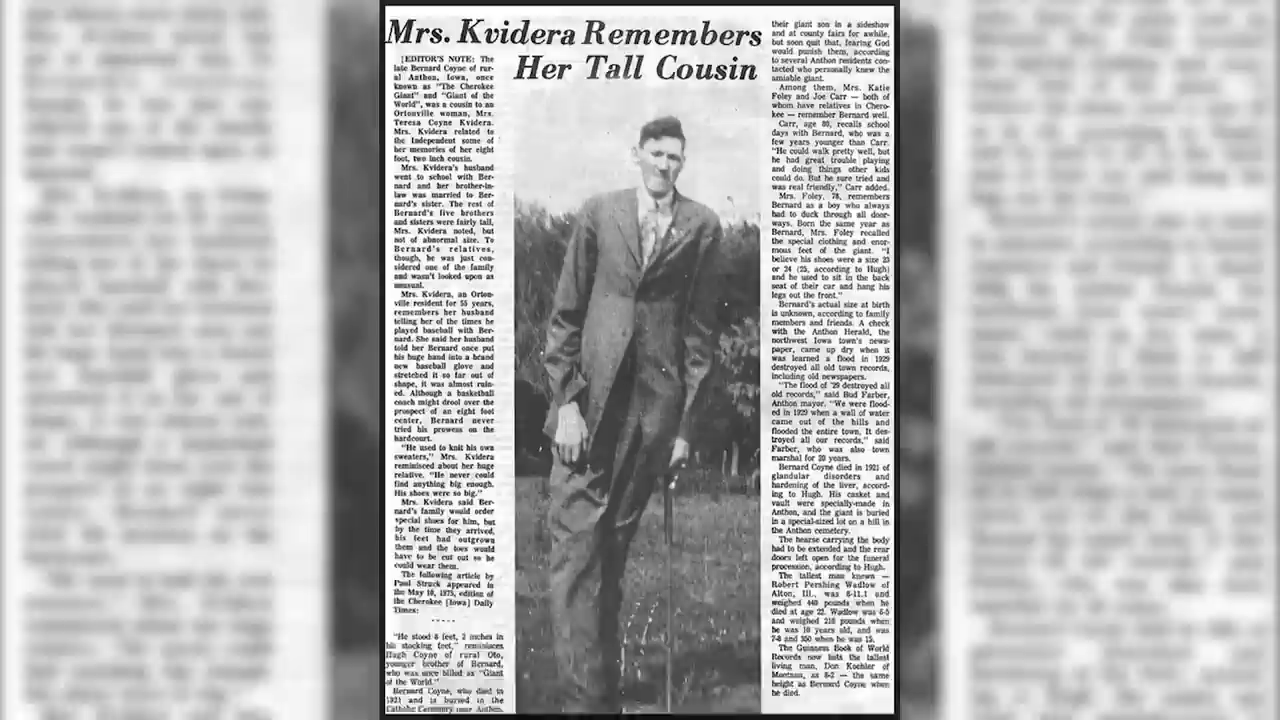 Mrs. Kvidera Remembers
Her Tall Cousin
[EDITOR'S NOTE: The
late Bernard Coyne of rur-
al Anthon, Iowa, once
known as "The Cherokee
Giant" and "Giant of the
World", was a cousin to an
Ortonville woman, Mrs.
Teresa Coyne Kvidera.
Mrs. Kvidera related to
the Independent some of
her memories of her eight
foot, two inch cousin.
Mrs. Kvidera's husband
went to school with Ber-
nard and her brother-in-
law was married to Ber-
nard's sister. The rest of
Bernard's five brothers
and sisters were fairly tall,
Mrs. Kvidera noted, but
not of abnormal size. To
Bernard's relatives,
though, he was just con-
sidered one of the family
and wasn't looked upon as
unusual.
Mrs. Kvidera, an Orton-
ville resident for 55 years,
remembers her husband
telling her of the times he
played baseball with Ber-
nard. She said her husband
told her Bernard once put
his huge hand into a brand
new baseball glove and
stretched it so far out of
shape, it was almost ruin-
ed. Although a basketball
coach might drool over the
prospect of an eight foot
center, Bernard never
tried his prowess on the
hardcourt.
"He used to knit his own
sweaters," Mrs. Kvidera
reminisced about her huge
relative. "He never could
find anything big enough.
His shoes were so big."
Mrs. Kvidera said Ber-
nard's family would order
special shoes for him, but
by the time they arrived,
his feet had outgrown
them and the toes would
have to be cut out so he
could wear them.
The following article by
Paul Struck appeared in
the May 10, 1975, edition of
the Cherokee [Iowa] Daily
Times:
. . . . .
"He stood 8 feet, 2 inches in
his stocking feet," reminisces
Hugh Coyne of rural Oto,
younger brother of Bernard,
who was once billed as "Giant
of the World."
Bernard Coyne, who died in
1921 and is buried in the
Catholic Cemetery near Anthon,
their giant son in a sideshow
and at county fairs for awhile,
but soon quit that, fearing God
would punish them, according
to several Anthon residents con-
tacted who personally knew the
amiable giant.
Among them, Mrs. Katie
Foley and Joe Carr — both of
whom have relatives in Chero-
kee — remember Bernard well.
Carr, age 80, recalls school
days with Bernard, who was a
few years younger than Carr.
"He could walk pretty well, but
he had great trouble playing
and doing things other kids
could do. But he sure tried and
was real friendly," Carr added.
Mrs. Foley, 78, remembers
Bernard as a boy who always
had to duck through all door-
ways. Born the same year as
Bernard, Mrs. Foley recalled
the special clothing and enor-
mous feet of the giant. "I
believe his shoes were a size 23
or 24 (25, according to Hugh)
and he used to sit in the back
seat of their car and hang his
legs out the front."
Bernard's actual size at birth
is unknown, according to family
members and friends. A check
with the Anthon Herald, the
northwest Iowa town's news-
paper, came up dry when it
was learned a flood in 1929
destroyed all old town records,
including old newspapers.
"The flood of '29 destroyed all
old records," said Bud Farber,
Anthon mayor. "We were flood-
ed in 1929 when a wall of water
came out of the hills and
flooded the entire town. It des-
troyed all our records," said
Farber, who was also town
marshal for 20 years.
Bernard Coyne died in 1921 of
glandular disorders and
hardening of the liver, accord-
ing to Hugh. His casket and
vault were specially-made in
Anthon, and the giant is buried
in a special-sized lot on a hill in
the Anthon cemetery.
The hearse carrying the body
had to be extended and the rear
doors left open for the funeral
procession, according to Hugh.
The tallest man known —
Robert Pershing Wadlow of
Alton, Ill., was 8-11.1 and
weighed 440 pounds when he
died at age 22. Wadlow was 6-5
and weighed 210 pounds when
he was 10 years old, and was
7-8 and 350 when he was 15.
The Guinness Book of World
Records now lists the tallest
living man, Don Koehler of
Montana, as 8-2 — the same
height as Bernard Coyne when
he died.